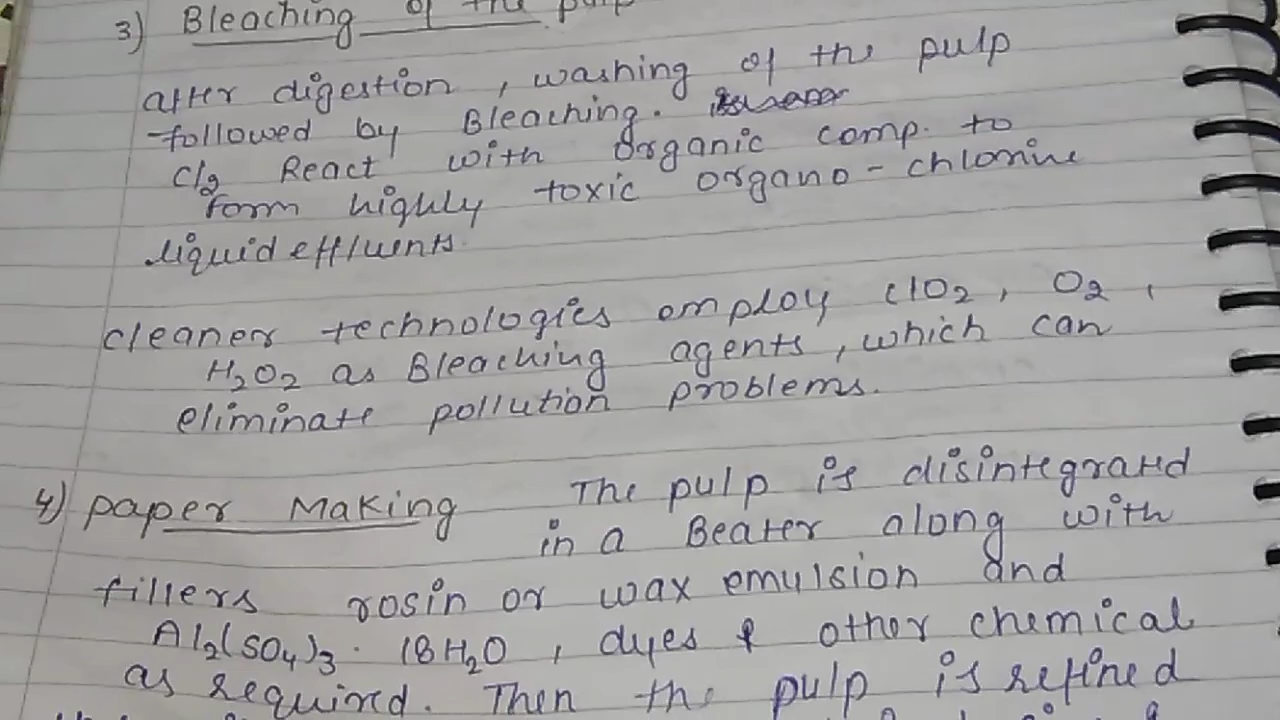 3) Bleaching of the pulp
after digestion, washing of the pulp
followed by Bleaching.
Cl2 React with organic comp. to
form highly toxic organo-chlorine
liquid effluents.
cleaner technologies employ ClO2, O2,
H2O2 as Bleaching agents, which can
eliminate pollution problems.
4) paper Making The pulp is disintegrated
in a Beater along with
fillers rosin or wax emulsion and
Al2(SO4)3. 18H2O, dyes & other chemical
as required. Then the pulp is refined